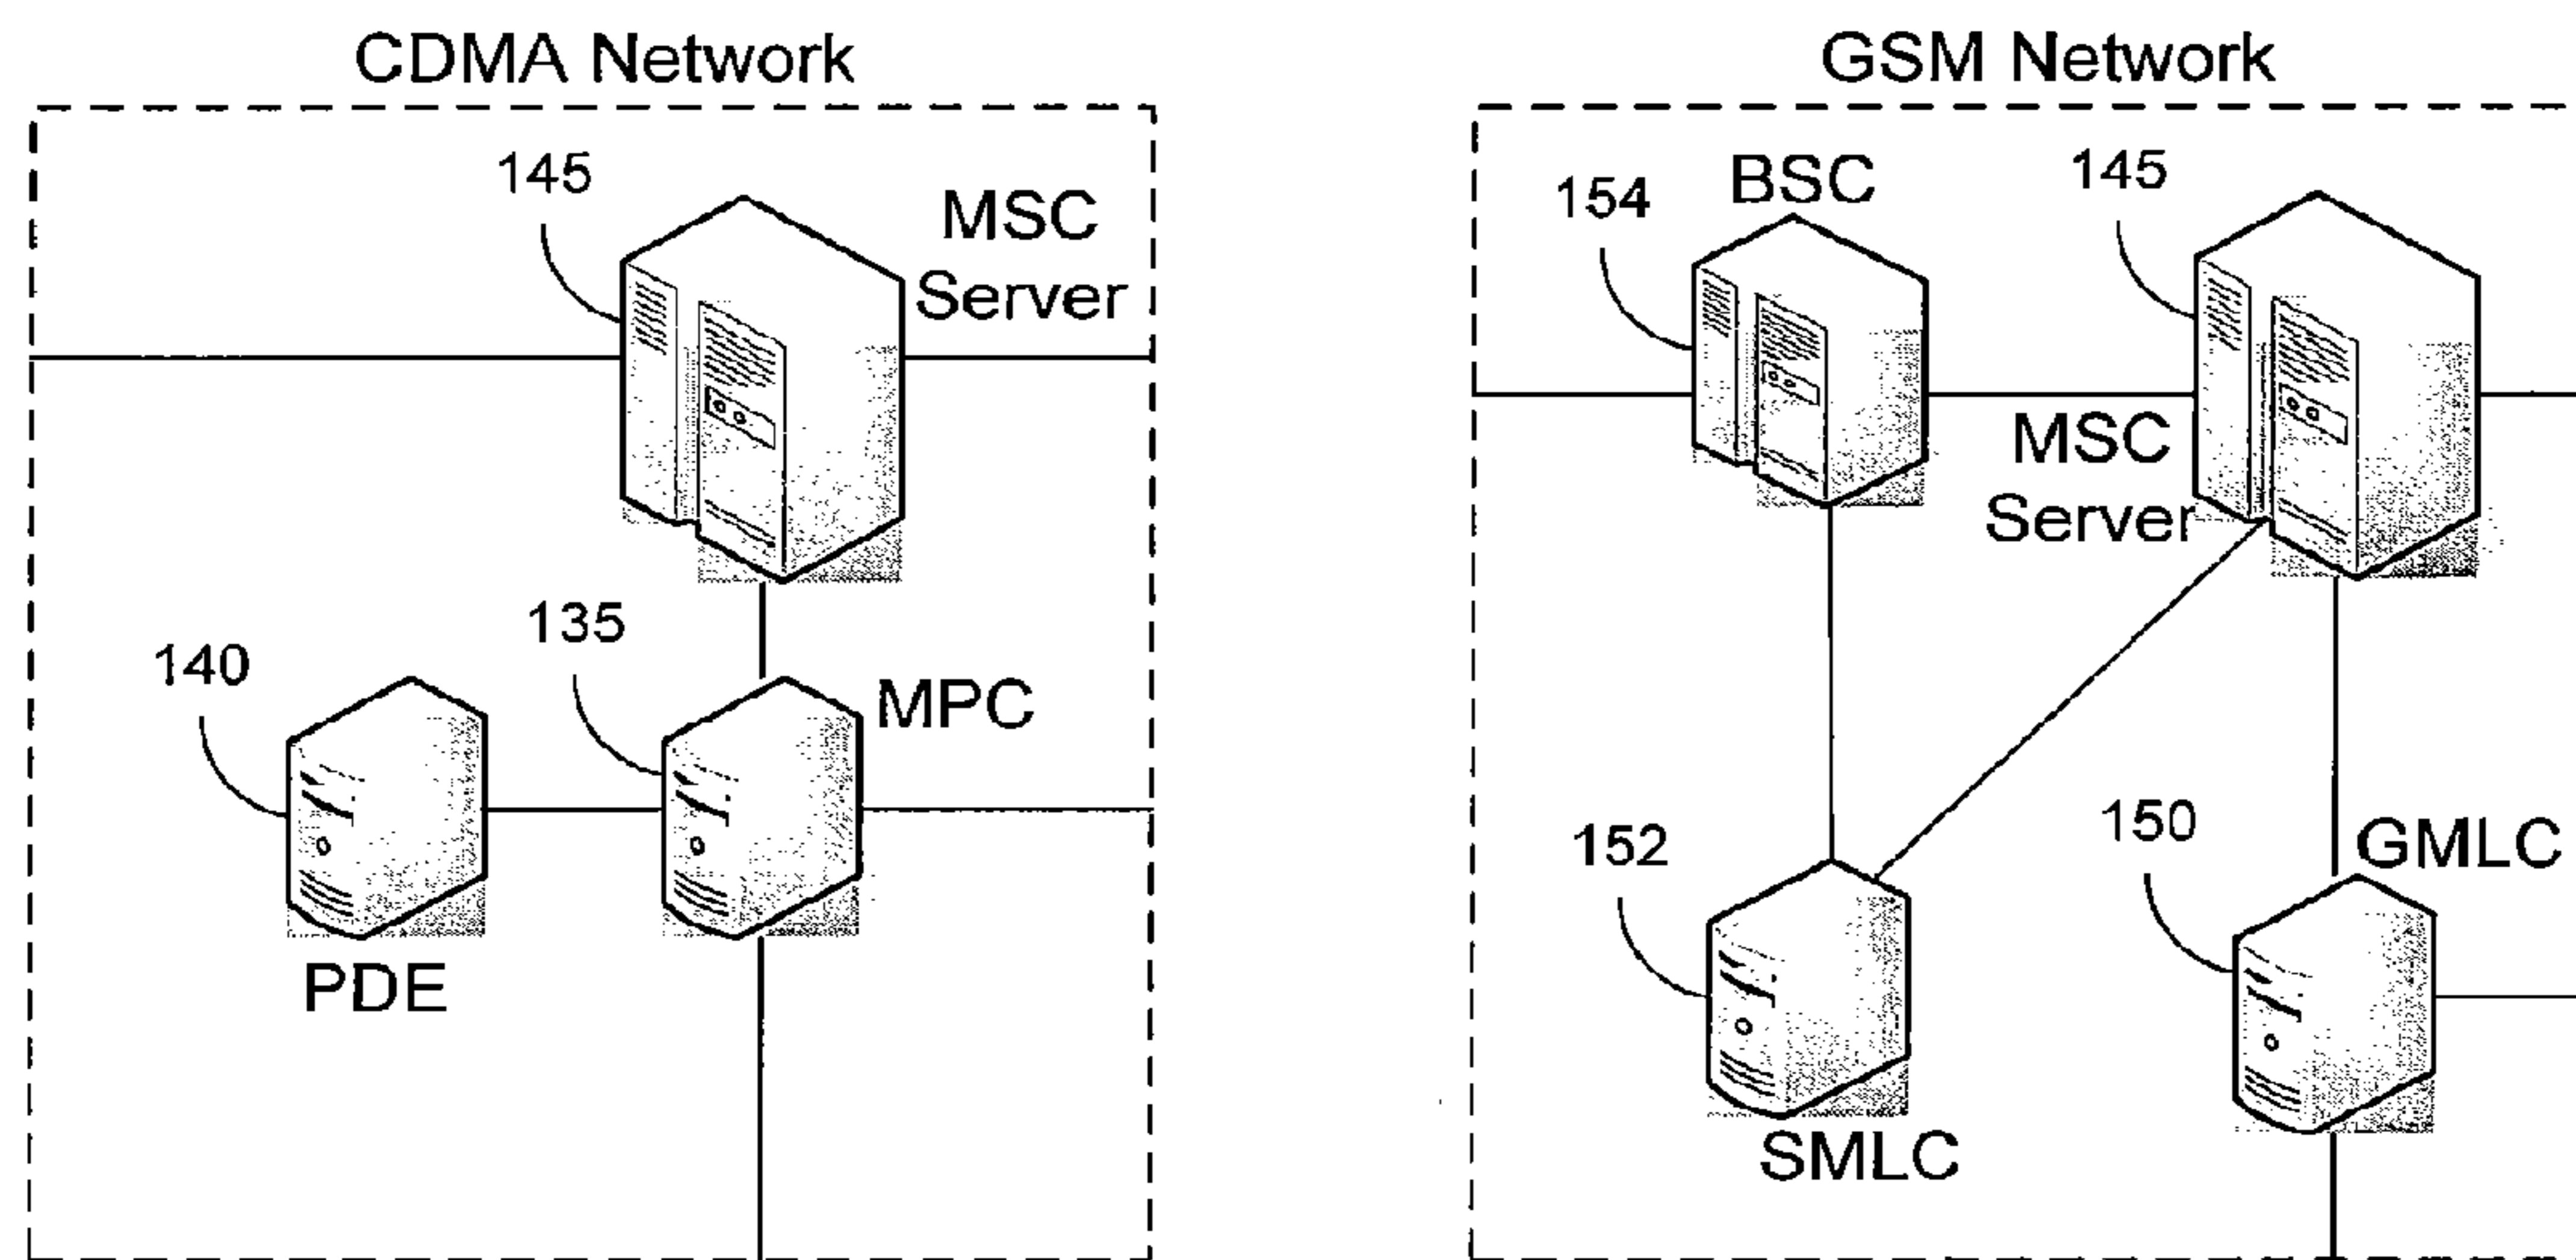 CDMA Network
145
MSC
Server
140
135
MPC
PDE
GSM Network
154
BSC
145
MSC
Server
152
150
GMLC
SMLC